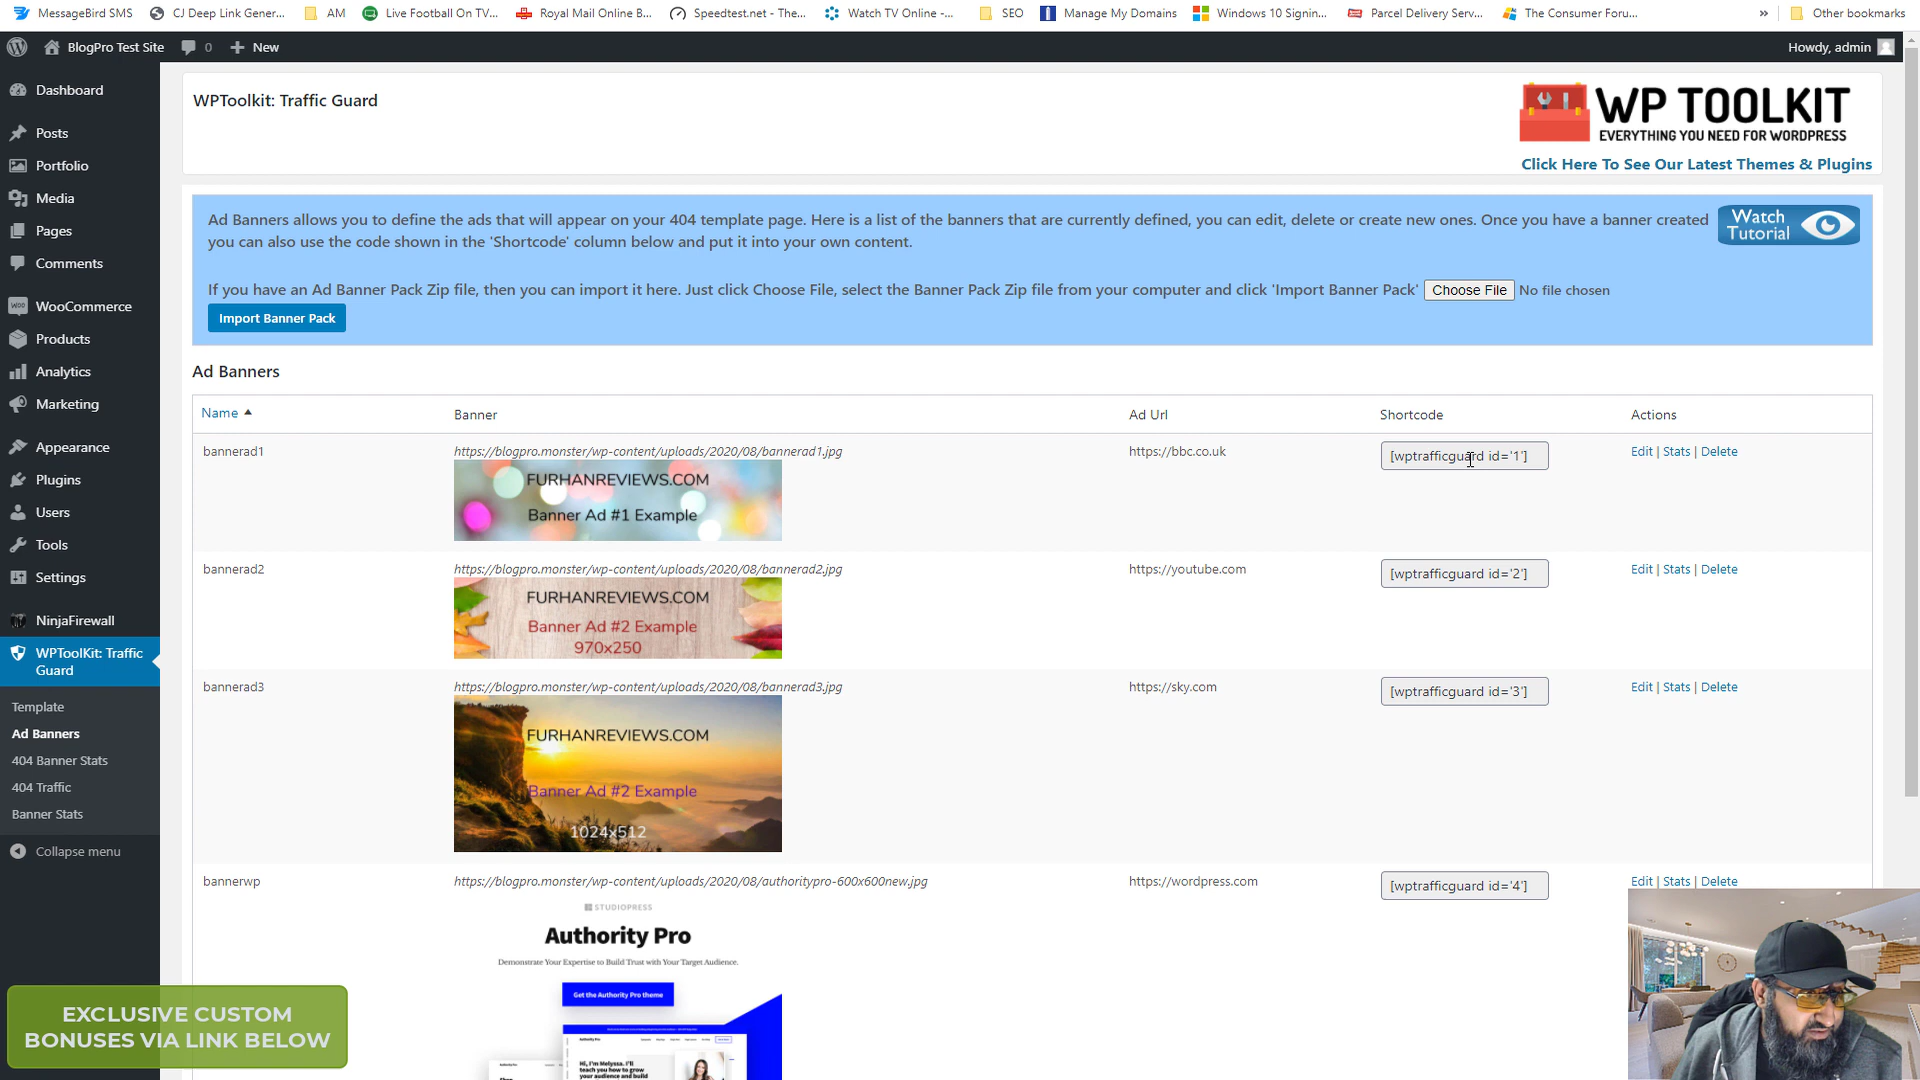 MessageBird SMS
CJ Deep Link Gener...
AM
Live Football On TV...
Royal Mail Online B...
Speedtest.net - The...
Watch TV Online -...
SEO
Manage My Domains
Windows 10 Signin...
Parcel Delivery Serv...
The Consumer Foru...
»
Other bookmarks
BlogPro Test Site
0
New
Howdy, admin
Dashboard
Posts
Portfolio
Media
Pages
Comments
WooCommerce
Products
Analytics
Marketing
Appearance
Plugins
Users
Tools
Settings
NinjaFirewall
WPToolKit: Traffic
Guard
Template
Ad Banners
404 Banner Stats
404 Traffic
Banner Stats
Collapse menu
WPToolkit: Traffic Guard
WP TOOLKIT
EVERYTHING YOU NEED FOR WORDPRESS
Click Here To See Our Latest Themes & Plugins
Ad Banners allows you to define the ads that will appear on your 404 template page. Here is a list of the banners that are currently defined, you can edit, delete or create new ones. Once you have a banner created
you can also use the code shown in the 'Shortcode' column below and put it into your own content.
Watch
Tutorial
If you have an Ad Banner Pack Zip file, then you can import it here. Just click Choose File, select the Banner Pack Zip file from your computer and click 'Import Banner Pack' Choose File No file chosen
Import Banner Pack
Ad Banners
Name Banner Ad Url Shortcode Actions
bannerad1 https://blogpro.monster/wp-content/uploads/2020/08/bannerad1.jpg https://bbc.co.uk [wptrafficguard id='1'] Edit | Stats | Delete
FURHANREVIEWS.COM
Banner Ad #1 Example
bannerad2 https://blogpro.monster/wp-content/uploads/2020/08/bannerad2.jpg https://youtube.com [wptrafficguard id='2'] Edit | Stats | Delete
FURHANREVIEWS.COM
Banner Ad #2 Example
970x250
bannerad3 https://blogpro.monster/wp-content/uploads/2020/08/bannerad3.jpg https://sky.com [wptrafficguard id='3'] Edit | Stats | Delete
FURHANREVIEWS.COM
Banner Ad #2 Example
1024x512
bannerwp https://blogpro.monster/wp-content/uploads/2020/08/authoritypro-600x600new.jpg https://wordpress.com [wptrafficguard id='4'] Edit | Stats | Delete
STUDIOPRESS
Authority Pro
Demonstrate Your Expertise to Build Trust with Your Target Audience.
Get the Authority Pro theme
Authority Pro
Hi, I'm Melyssa. I'll
teach you how to grow
your audience and build
EXCLUSIVE CUSTOM
BONUSES VIA LINK BELOW